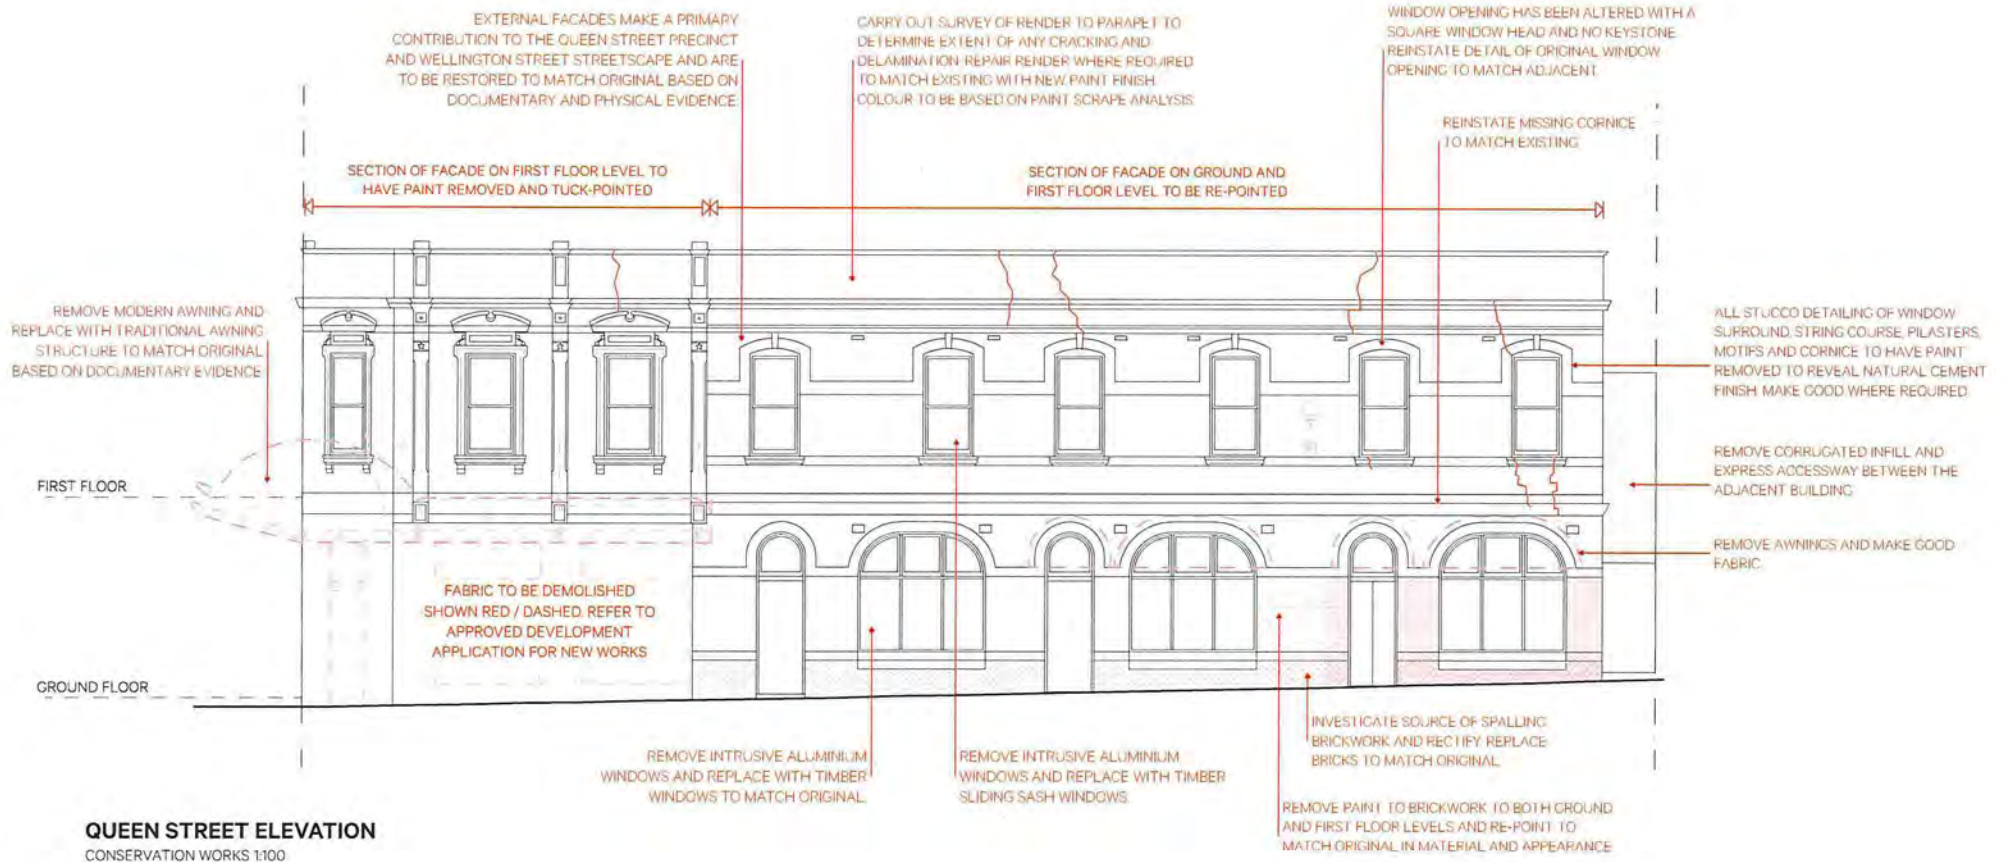 EXTERNAL FACADES MAKE A PRIMARY
CONTRIBUTION TO THE QUEEN STREET PRECINCT
AND WELLINGTON STREET STREETSCAPE AND ARE
TO BE RESTORED TO MATCH ORIGINAL BASED ON
DOCUMENTARY AND PHYSICAL EVIDENCE
CARRY OUT SURVEY OF RENDER TO PARAPET TO
DETERMINE EXTENT OF ANY CRACKING AND
DELAMINATION. REPAIR RENDER WHERE REQUIRED
TO MATCH EXISTING WITH NEW PAINT FINISH.
COLOUR TO BE BASED ON PAINT SCRAPE ANALYSIS
WINDOW OPENING HAS BEEN ALTERED WITH A
SQUARE WINDOW HEAD AND NO KEYSTONE
REINSTATE DETAIL OF ORIGINAL WINDOW
OPENING TO MATCH ADJACENT
REINSTATE MISSING CORNICE
TO MATCH EXISTING
SECTION OF FACADE ON FIRST FLOOR LEVEL TO
HAVE PAINT REMOVED AND TUCK-POINTED
SECTION OF FACADE ON GROUND AND
FIRST FLOOR LEVEL TO BE RE-POINTED
REMOVE MODERN AWNING AND
REPLACE WITH TRADITIONAL AWNING
STRUCTURE TO MATCH ORIGINAL
BASED ON DOCUMENTARY EVIDENCE
ALL STUCCO DETAILING OF WINDOW
SURROUND, STRING COURSE, PILASTERS,
MOTIFS AND CORNICE TO HAVE PAINT
REMOVED TO REVEAL NATURAL CEMENT
FINISH. MAKE GOOD WHERE REQUIRED
REMOVE CORRUGATED INFILL AND
EXPRESS ACCESSWAY BETWEEN THE
ADJACENT BUILDING
REMOVE AWNINGS AND MAKE GOOD
FABRIC
FIRST FLOOR
FABRIC TO BE DEMOLISHED
SHOWN RED / DASHED. REFER TO
APPROVED DEVELOPMENT
APPLICATION FOR NEW WORKS
GROUND FLOOR
REMOVE INTRUSIVE ALUMINIUM
WINDOWS AND REPLACE WITH TIMBER
WINDOWS TO MATCH ORIGINAL
REMOVE INTRUSIVE ALUMINIUM
WINDOWS AND REPLACE WITH TIMBER
SLIDING SASH WINDOWS
INVESTIGATE SOURCE OF SPALLING
BRICKWORK AND RECTIFY. REPLACE
BRICKS TO MATCH ORIGINAL
REMOVE PAINT TO BRICKWORK TO BOTH GROUND
AND FIRST FLOOR LEVELS AND RE-POINT TO
MATCH ORIGINAL IN MATERIAL AND APPEARANCE
QUEEN STREET ELEVATION
CONSERVATION WORKS 1:100